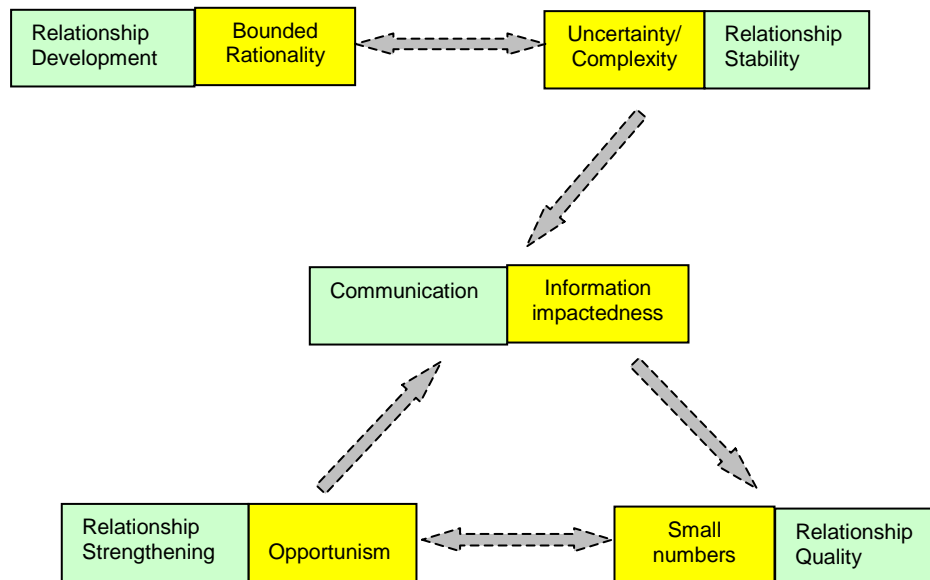 Relationship
Development
Bounded
Rationality
Uncertainty/
Complexity
Relationship
Stability
Communication
Information
impactedness
Relationship
Strengthening
Opportunism
Small
numbers
Relationship
Quality